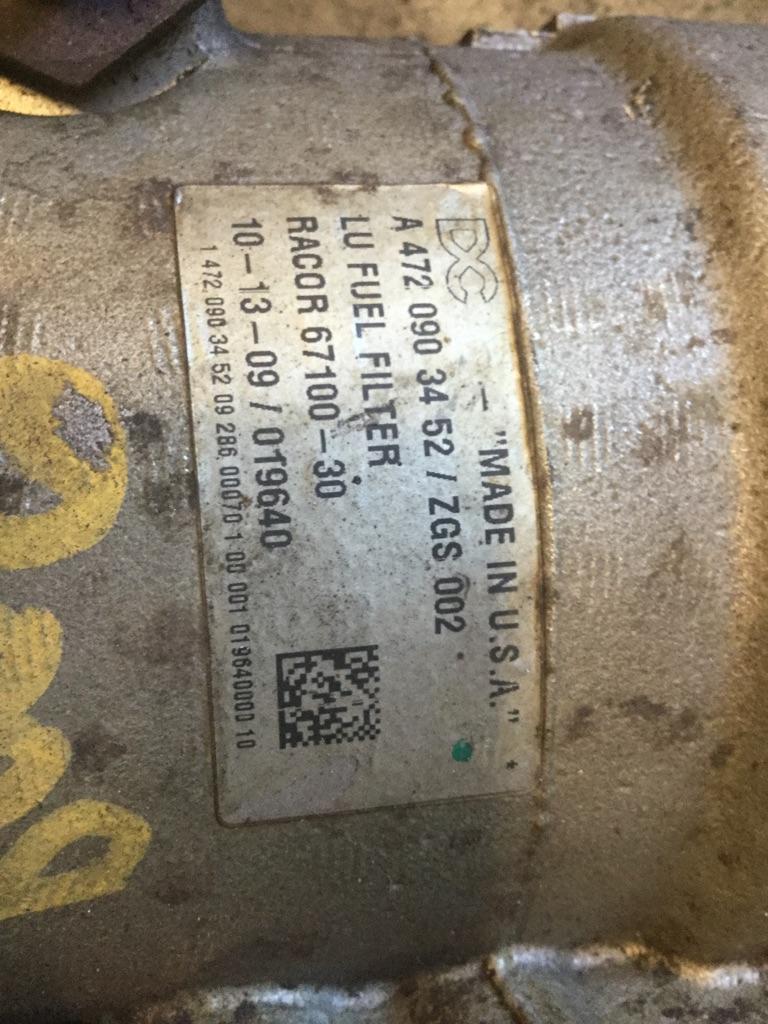 DC - "MADE IN U.S.A." *
A 472 090 34 52 / ZGS 002
LU FUEL FILTER
RACOR 67100-30
10-13-09 / 019640
1 472 090 34 52 09 286 00070 1 00 001 019640000 10